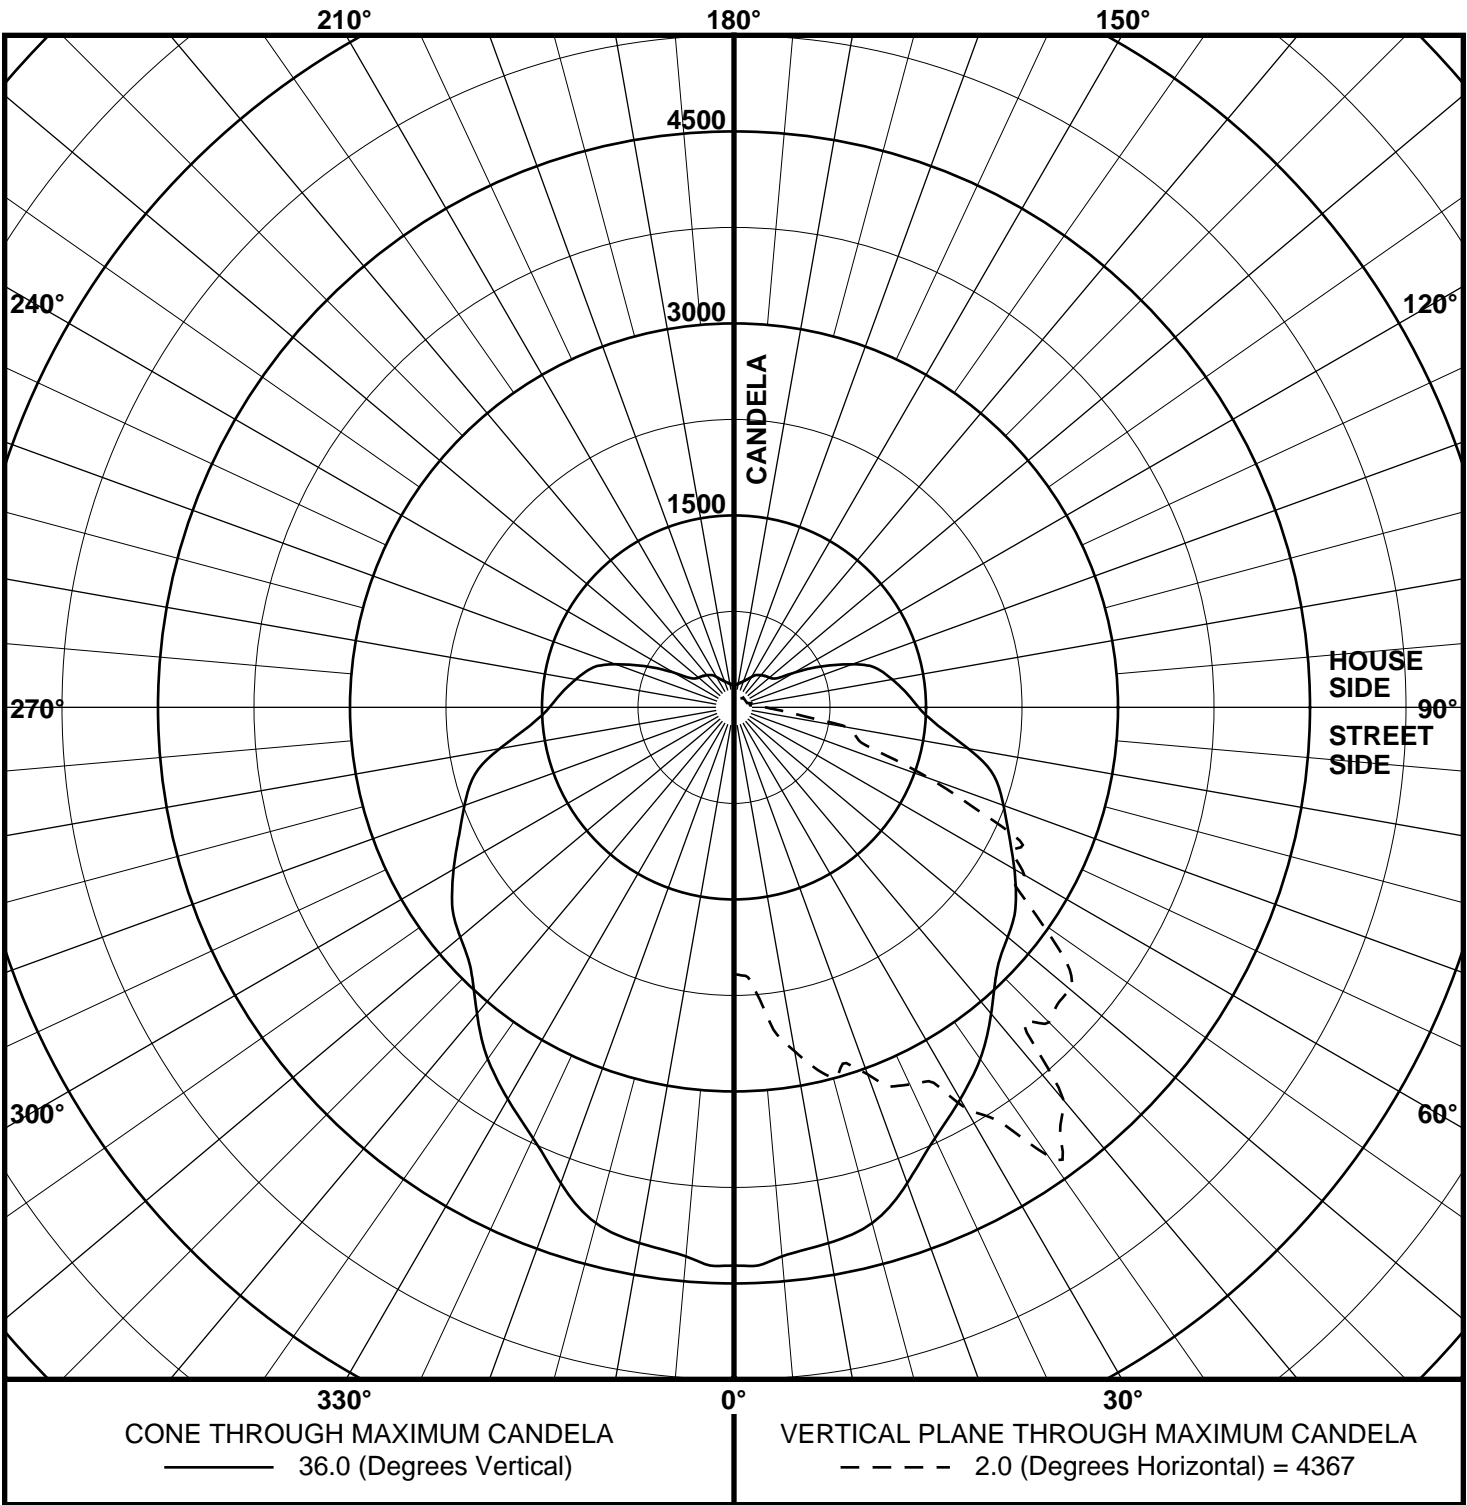 210°
180°
150°
4500
240°
120°
3000
CANDELA
1500
HOUSE
SIDE
270°
90°
STREET
SIDE
300°
60°
330°
0°
30°
CONE THROUGH MAXIMUM CANDELA
36.0 (Degrees Vertical)
VERTICAL PLANE THROUGH MAXIMUM CANDELA
2.0 (Degrees Horizontal) = 4367